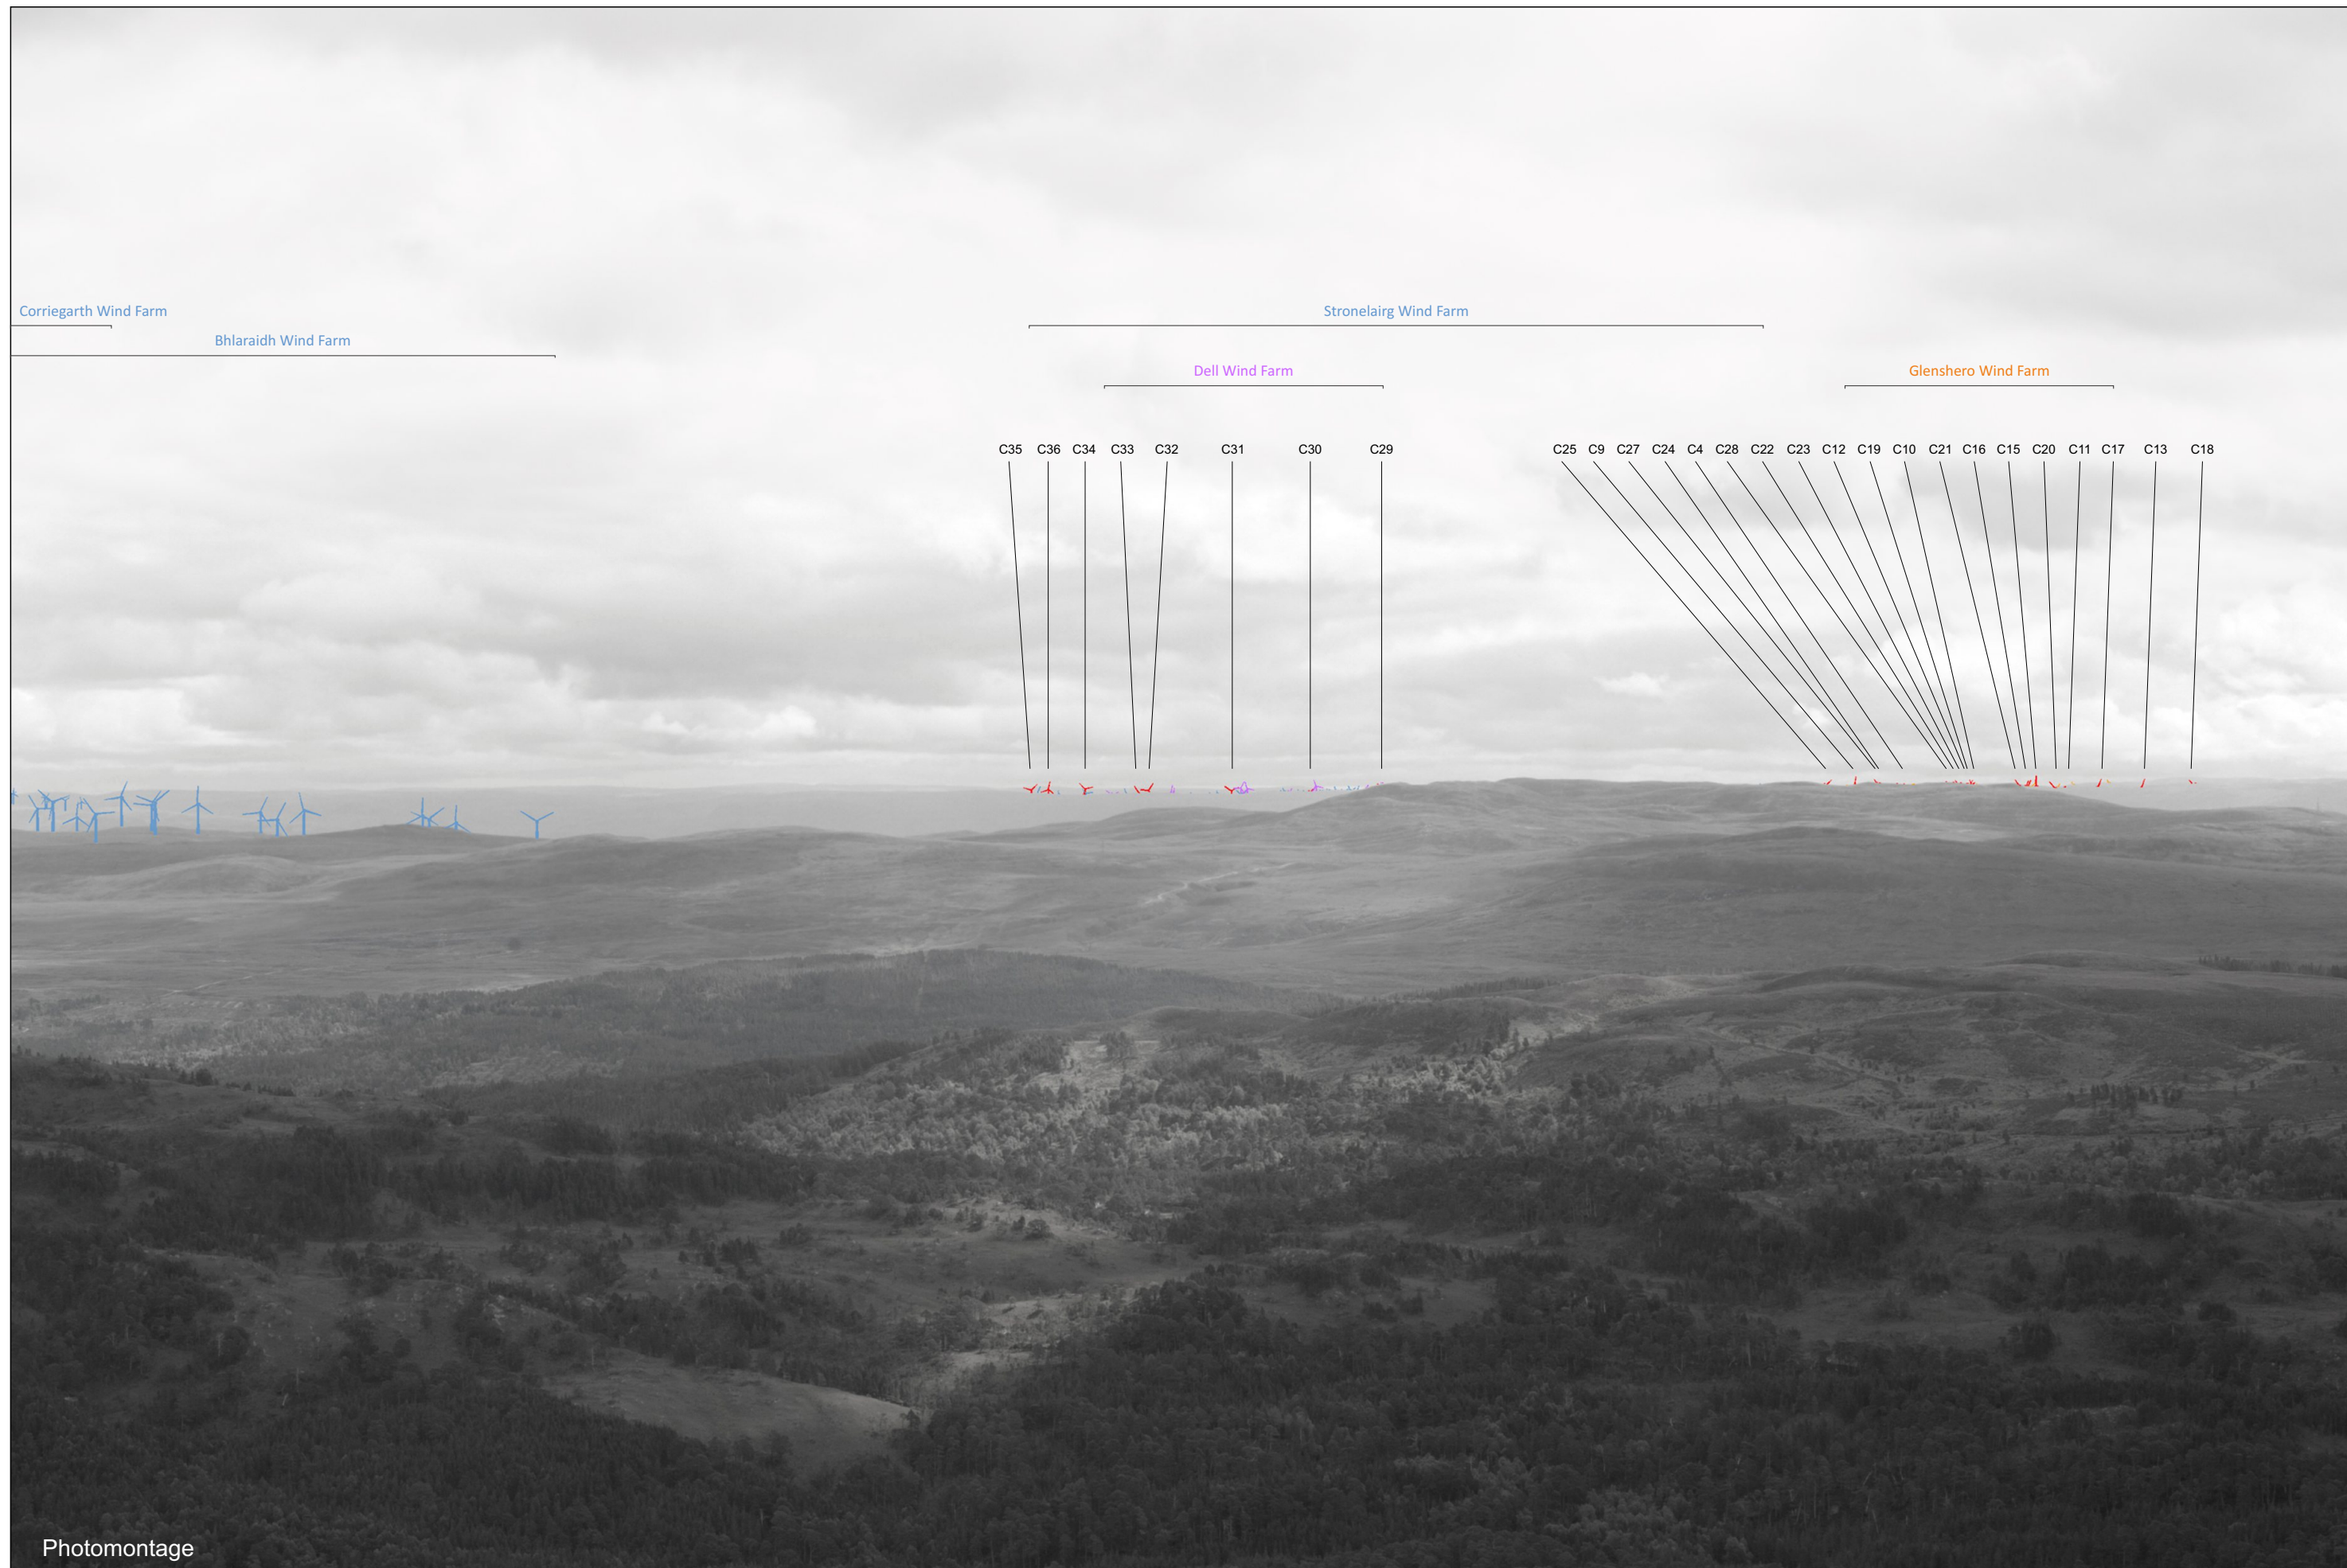 Corriegarth Wind Farm
Stronelairg Wind Farm
Bhlaraidh Wind Farm
Dell Wind Farm
Glenshero Wind Farm
C35 C36 C34 C33 C32 C31 C30 C29 C25 C9 C27 C24 C4 C28 C22 C23 C12 C19 C10 C21 C16 C15 C20 C11 C17 C13 C18
Photomontage